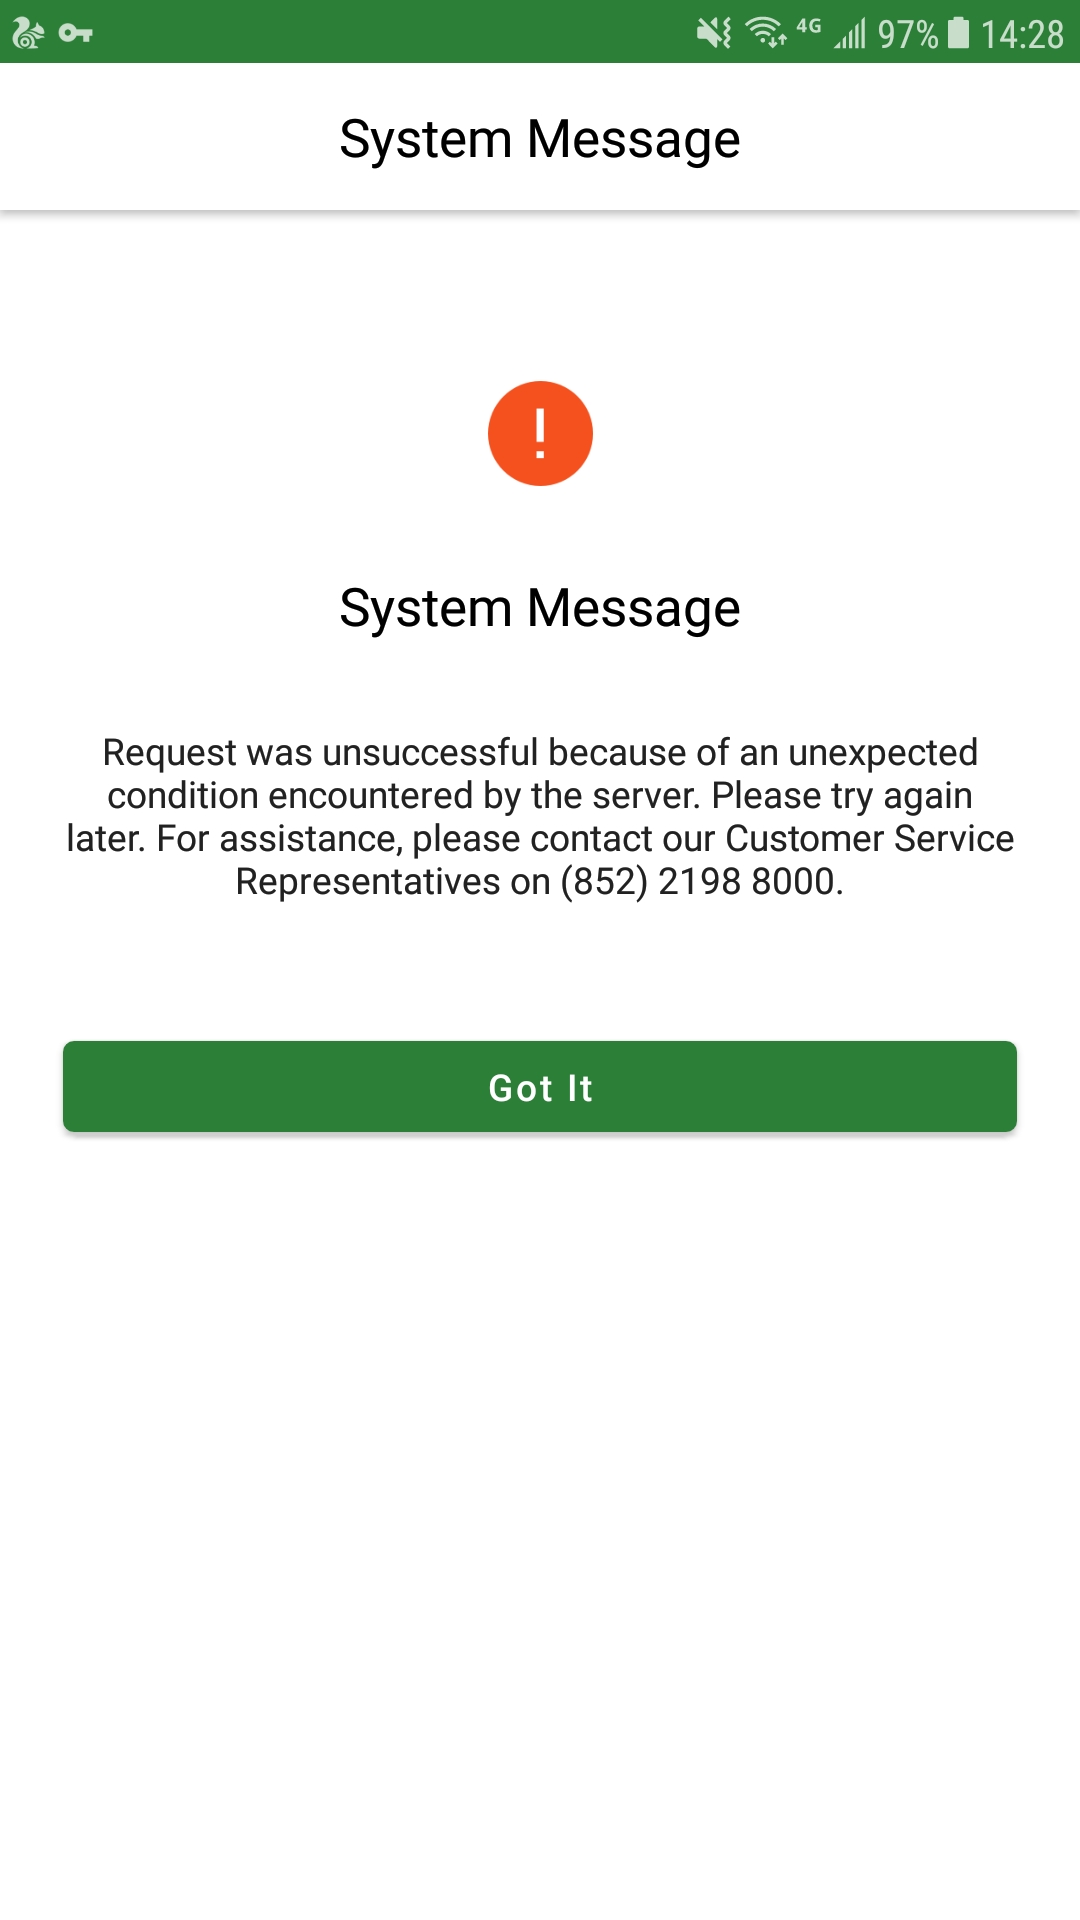 4G 97% 14:28
System Message
!
System Message
Request was unsuccessful because of an unexpected
condition encountered by the server. Please try again
later. For assistance, please contact our Customer Service
Representatives on (852) 2198 8000.
Got It